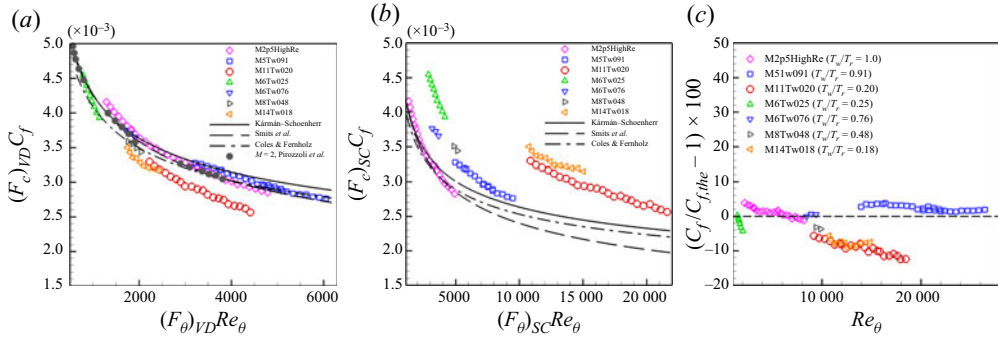 (a)
(×10⁻³)
5.0
4.5
4.0
3.5
3.0
2.5
2.0
1.5
(F_c)_VD C_f
M2p5HighRe
M5Tw091
M11Tw020
M6Tw025
M6Tw076
M8Tw048
M14Tw018
Kármán–Schoenherr
Smits et al.
Coles & Fernholz
M = 2, Pirozzoli et al.
2000 4000 6000
(F_θ)_VD Re_θ
(b)
(×10⁻³)
5.0
4.5
4.0
3.5
3.0
2.5
2.0
1.5
(F_c)_SC C_f
M2p5HighRe
M5Tw091
M11Tw020
M6Tw025
M6Tw076
M8Tw048
M14Tw018
Kármán–Schoenherr
Smits et al.
Coles & Fernholz
5000 10 000 15 000 20 000
(F_θ)_SC Re_θ
(c)
50
40
30
20
10
0
−10
−20
(C_f/C_f,the − 1) × 100
M2p5HighRe (T_w/T_r = 1.0)
M51w091 (T_w/T_r = 0.91)
M11Tw020 (T_w/T_r = 0.20)
M6Tw025 (T_w/T_r = 0.25)
M6Tw076 (T_w/T_r = 0.76)
M8Tw048 (T_w/T_r = 0.48)
M14Tw018 (T_w/T_r = 0.18)
10 000 20 000
Re_θ